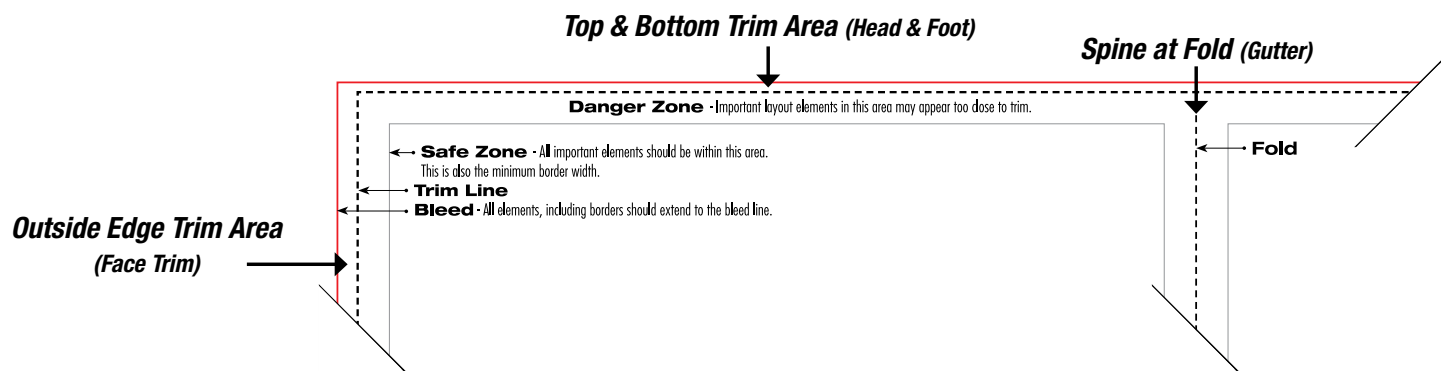 Top & Bottom Trim Area (Head & Foot)
Spine at Fold (Gutter)
Danger Zone - Important layout elements in this area may appear too close to trim.
Safe Zone - All important elements should be within this area.
This is also the minimum border width.
Fold
Trim Line
Bleed - All elements, including borders should extend to the bleed line.
Outside Edge Trim Area
(Face Trim)